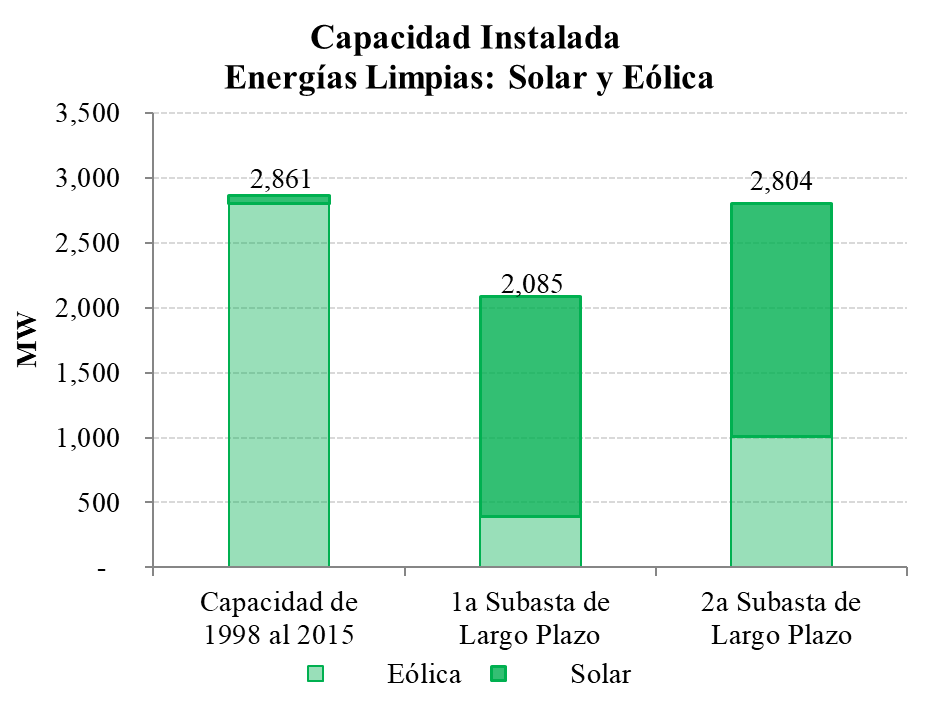 Capacidad Instalada
Energías Limpias: Solar y Eólica
MW
3,500
3,000
2,500
2,000
1,500
1,000
500
-
2,861
2,085
2,804
Capacidad de
1998 al 2015
1a Subasta de
Largo Plazo
2a Subasta de
Largo Plazo
Eólica
Solar